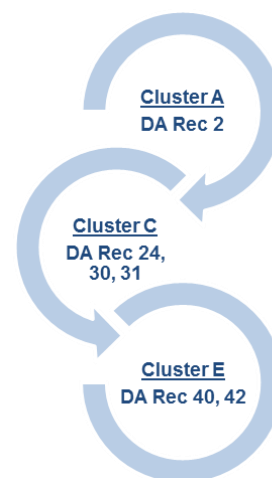 Cluster A
DA Rec 2
Cluster C
DA Rec 24,
30, 31
Cluster E
DA Rec 40, 42